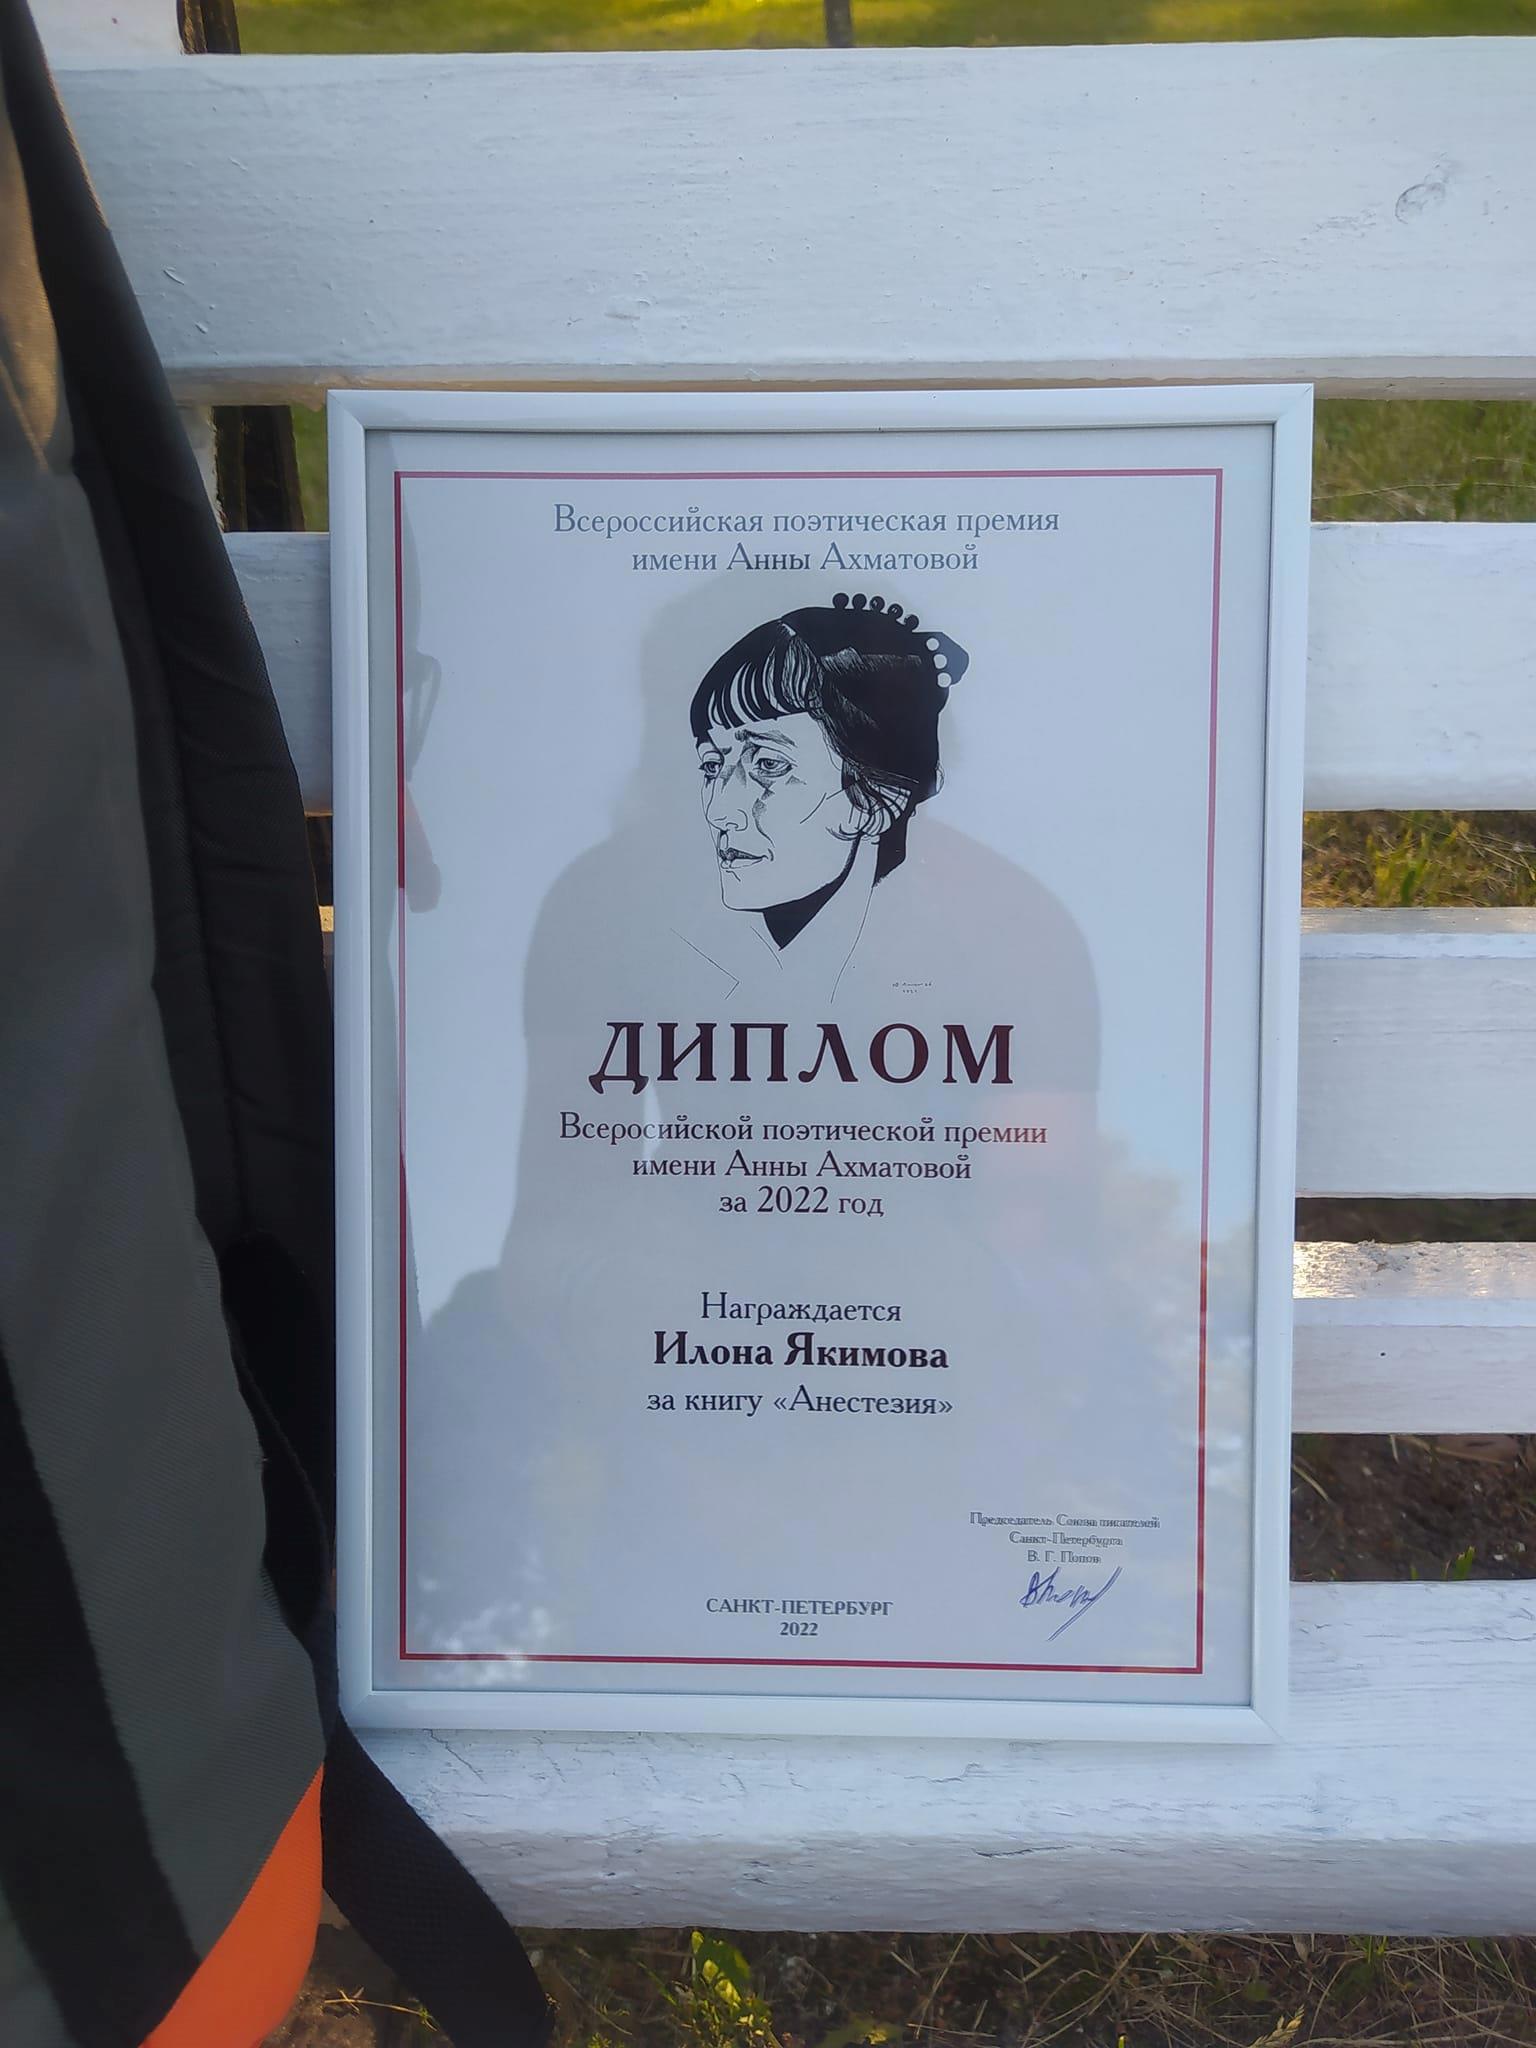 Всероссийская поэтическая премия
имени Анны Ахматовой
ДИПЛОМ
Всеросийской поэтической премии
имени Анны Ахматовой
за 2022 год
Награждается
Илона Якимова
за книгу «Анестезия»
Председатель Союза писателей
Санкт-Петербурга
В. Г. Попов
САНКТ-ПЕТЕРБУРГ
2022